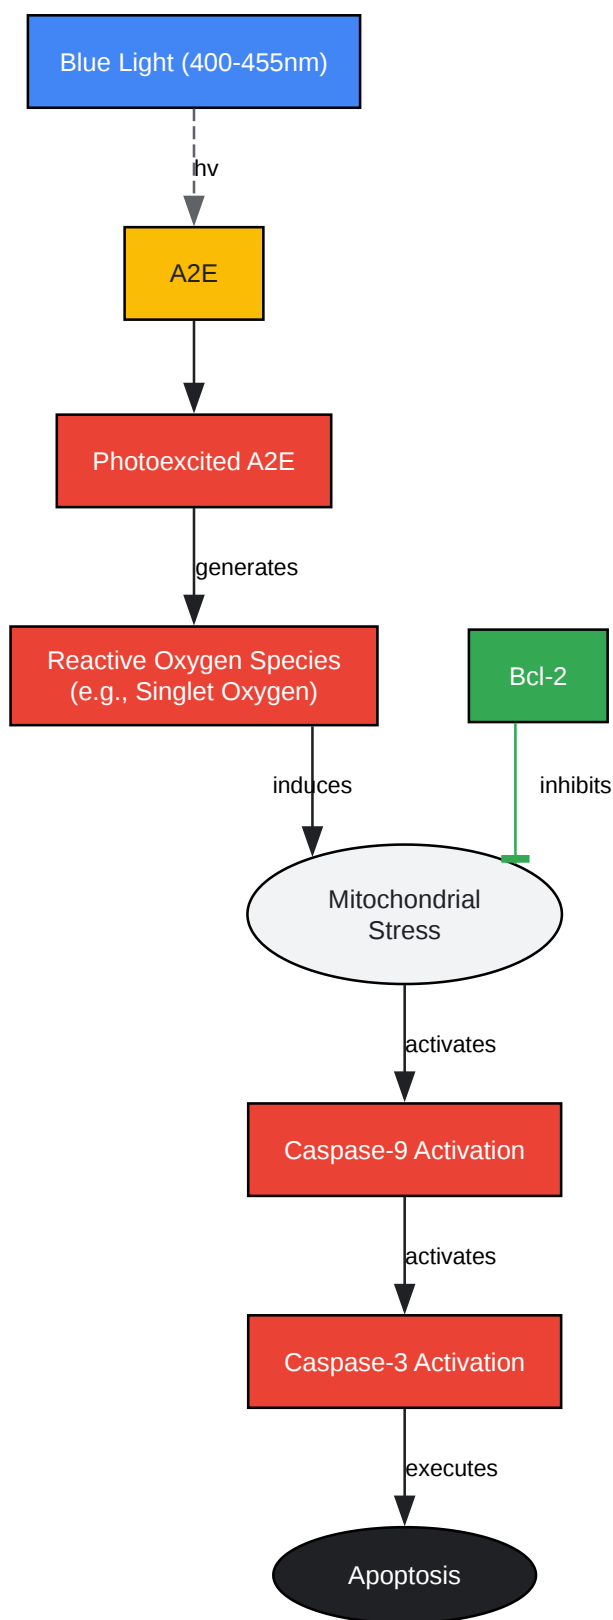 Blue Light (400-455nm)
hv
A2E
Photoexcited A2E
generates
Reactive Oxygen Species
(e.g., Singlet Oxygen)
Bcl-2
induces
inhibits
Mitochondrial
Stress
activates
Caspase-9 Activation
activates
Caspase-3 Activation
executes
Apoptosis